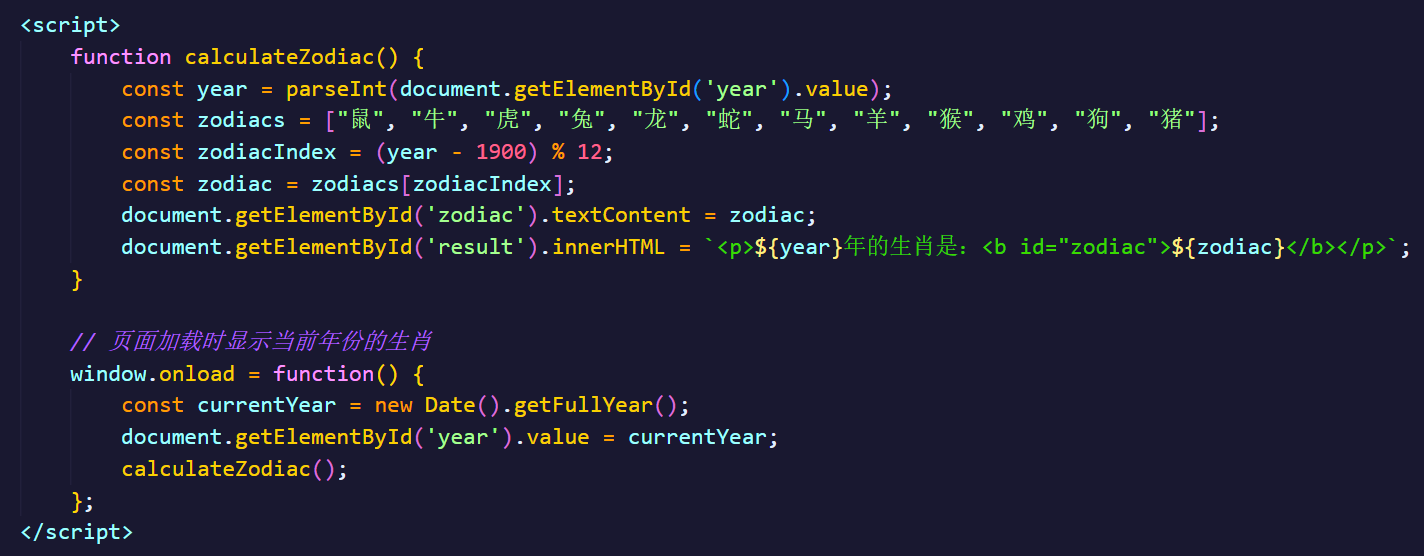 <script>
function calculateZodiac() {
const year = parseInt(document.getElementById('year').value);
const zodiacs = ["鼠", "牛", "虎", "兔", "龙", "蛇", "马", "羊", "猴", "鸡", "狗", "猪"];
const zodiacIndex = (year - 1900) % 12;
const zodiac = zodiacs[zodiacIndex];
document.getElementById('zodiac').textContent = zodiac;
document.getElementById('result').innerHTML = `<p>${year}年的生肖是：<b id="zodiac">${zodiac}</b></p>`;
}
// 页面加载时显示当前年份的生肖
window.onload = function() {
const currentYear = new Date().getFullYear();
document.getElementById('year').value = currentYear;
calculateZodiac();
};
</script>